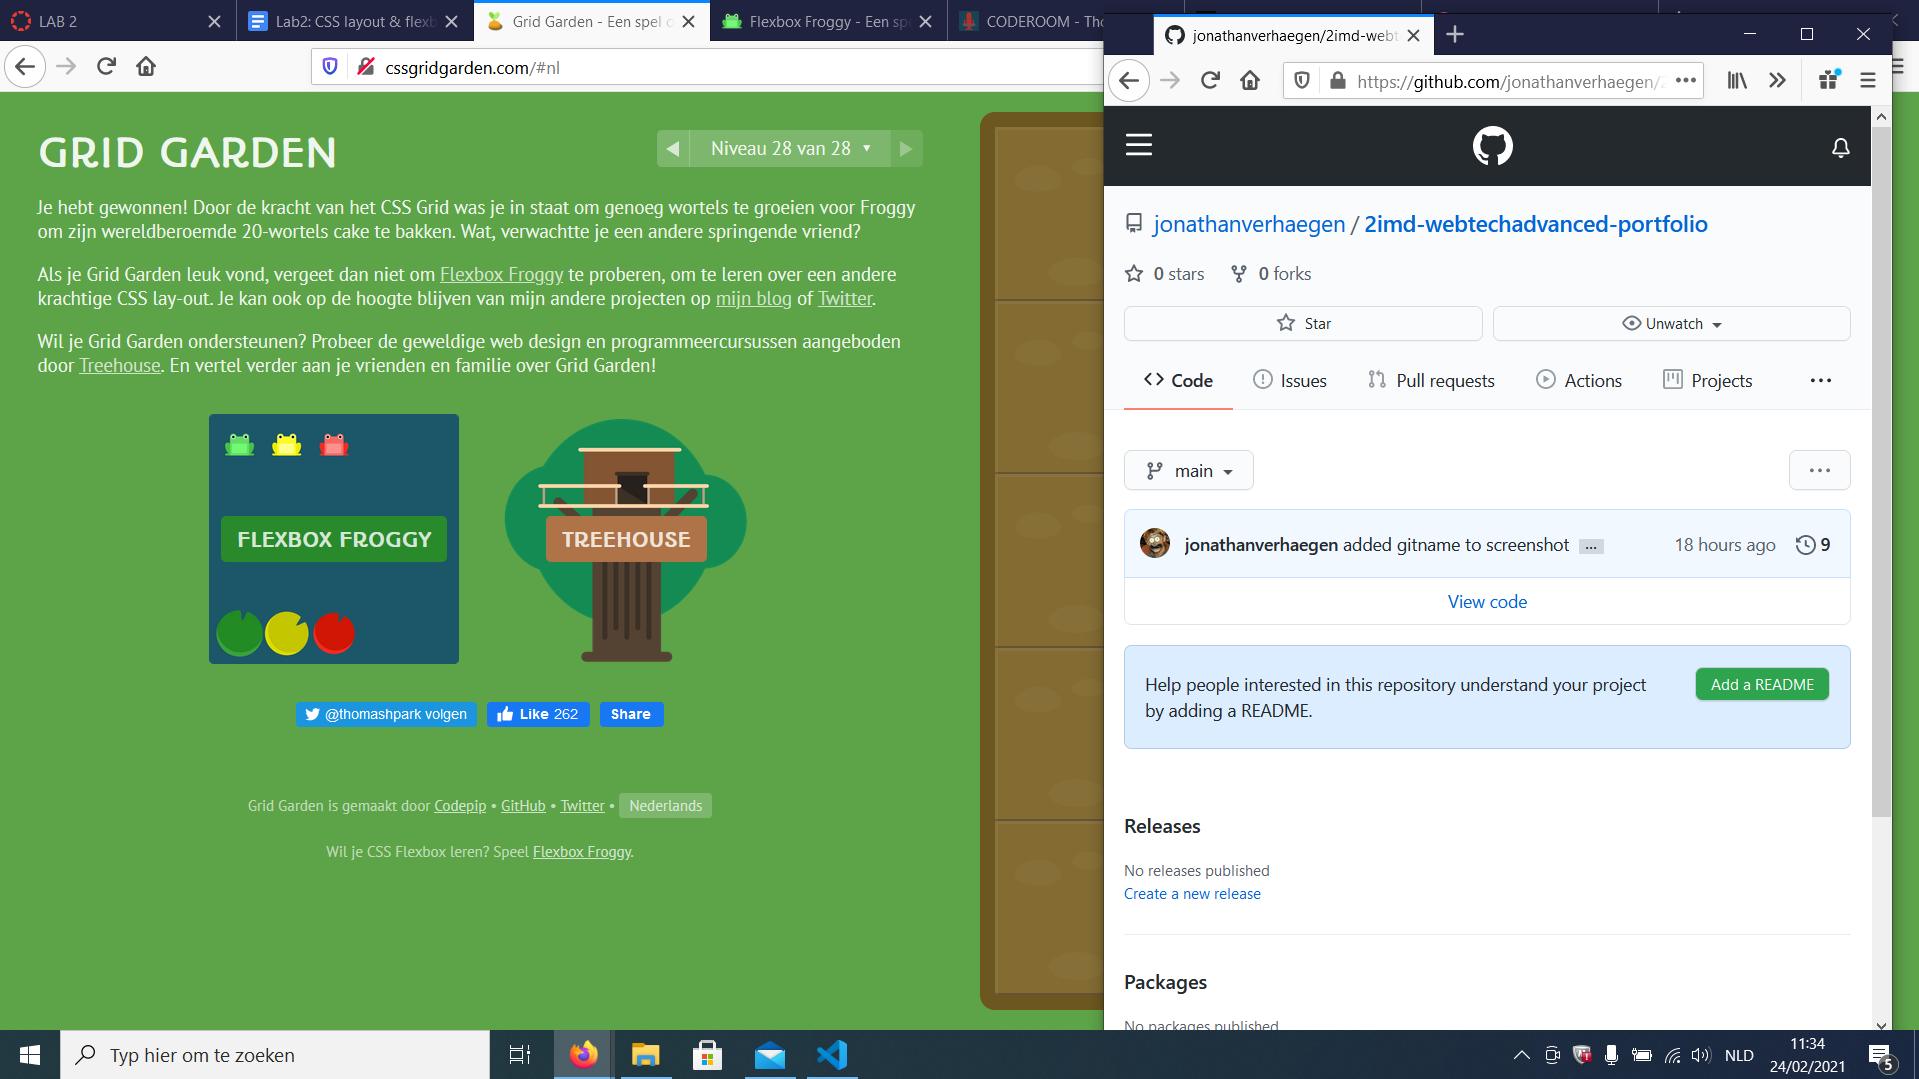 LAB 2
Lab2: CSS layout & flexb
Grid Garden - Een spel o
Flexbox Froggy - Een sp
CODEROOM - Tho
cssgridgarden.com/#nl
GRID GARDEN
Niveau 28 van 28
Je hebt gewonnen! Door de kracht van het CSS Grid was je in staat om genoeg wortels te groeien voor Froggy
om zijn wereldberoemde 20-wortels cake te bakken. Wat, verwachtte je een andere springende vriend?
Als je Grid Garden leuk vond, vergeet dan niet om Flexbox Froggy te proberen, om te leren over een andere
krachtige CSS lay-out. Je kan ook op de hoogte blijven van mijn andere projecten op mijn blog of Twitter.
Wil je Grid Garden ondersteunen? Probeer de geweldige web design en programmeercursussen aangeboden
door Treehouse. En vertel verder aan je vrienden en familie over Grid Garden!
FLEXBOX FROGGY
TREEHOUSE
@thomashpark volgen
Like 262
Share
Grid Garden is gemaakt door Codepip • GitHub • Twitter • Nederlands
Wil je CSS Flexbox leren? Speel Flexbox Froggy.
jonathanverhaegen/2imd-webt
https://github.com/jonathanverhaegen/2
jonathanverhaegen / 2imd-webtechadvanced-portfolio
0 stars
0 forks
Star
Unwatch
Code
Issues
Pull requests
Actions
Projects
main
jonathanverhaegen added gitname to screenshot ...
18 hours ago
9
View code
Help people interested in this repository understand your project
by adding a README.
Add a README
Releases
No releases published
Create a new release
Packages
No packages published
Typ hier om te zoeken
NLD
11:34
24/02/2021
5